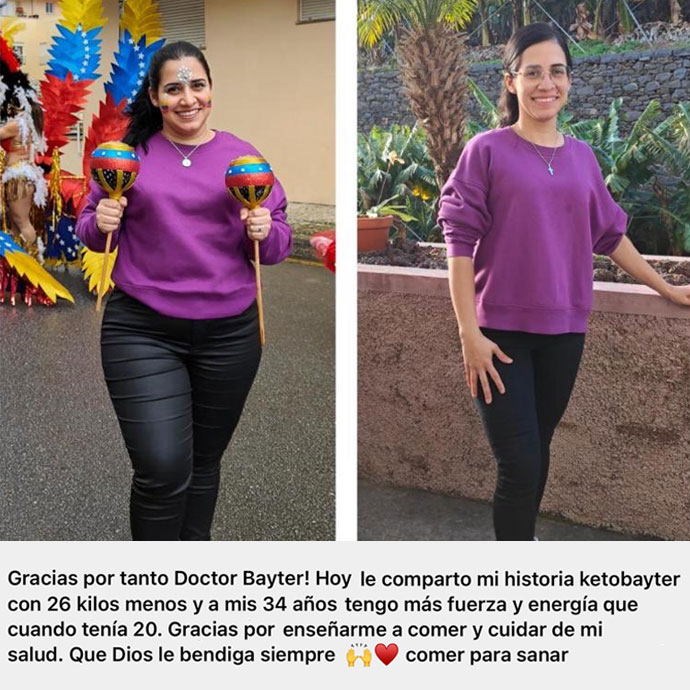 Gracias por tanto Doctor Bayter! Hoy le comparto mi historia ketobayter
con 26 kilos menos y a mis 34 años tengo más fuerza y energía que
cuando tenía 20. Gracias por enseñarme a comer y cuidar de mi
salud. Que Dios le bendiga siempre 🙌♥️ comer para sanar